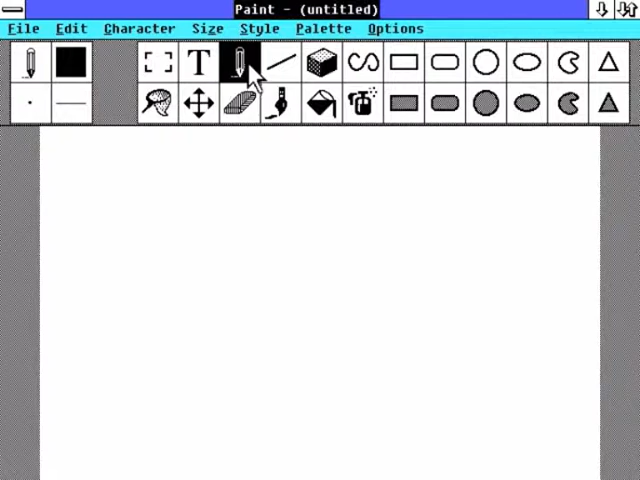 Paint - (untitled)
File Edit Character Size Style Palette Options
T